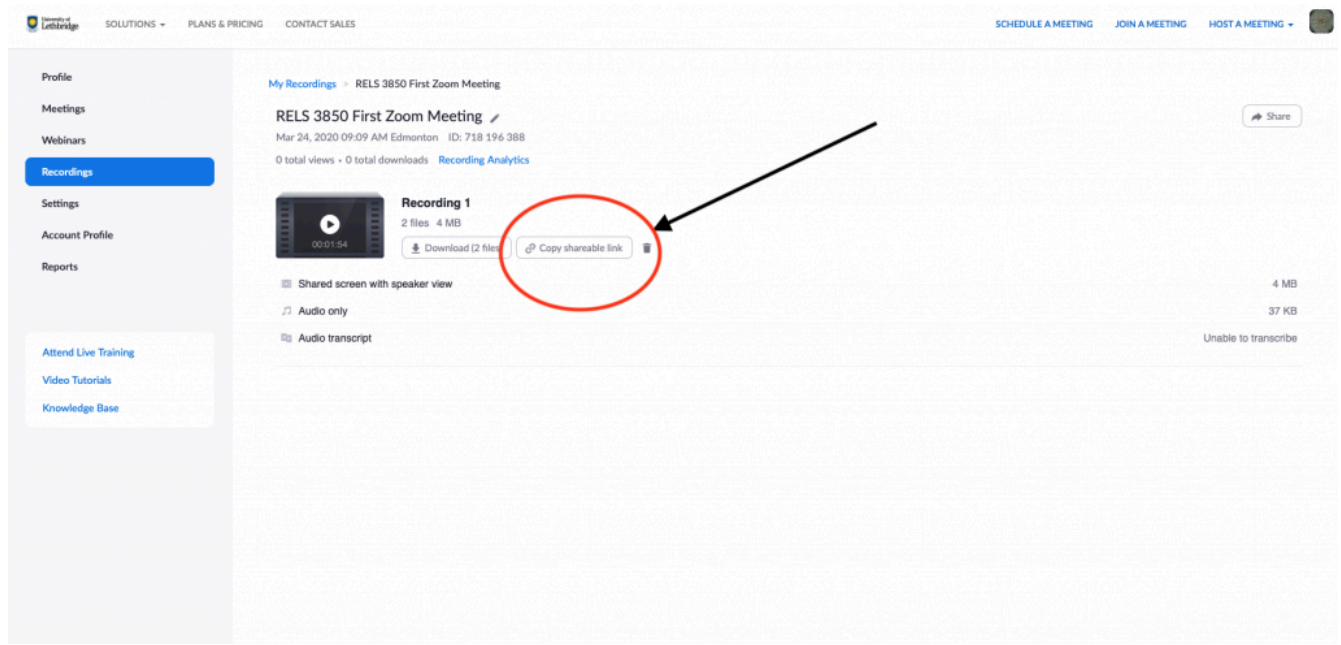 University of
Lethbridge
SOLUTIONS
PLANS & PRICING
CONTACT SALES
SCHEDULE A MEETING
JOIN A MEETING
HOST A MEETING
Profile
Meetings
Webinars
Recordings
Settings
Account Profile
Reports
Attend Live Training
Video Tutorials
Knowledge Base
My Recordings > RELS 3850 First Zoom Meeting
RELS 3850 First Zoom Meeting
Share
Mar 24, 2020 09:09 AM Edmonton ID: 718 196 388
0 total views • 0 total downloads Recording Analytics
00:01:54
Recording 1
2 files 4 MB
Download (2 files
Copy shareable link
Shared screen with speaker view 4 MB
Audio only 37 KB
Audio transcript Unable to transcribe